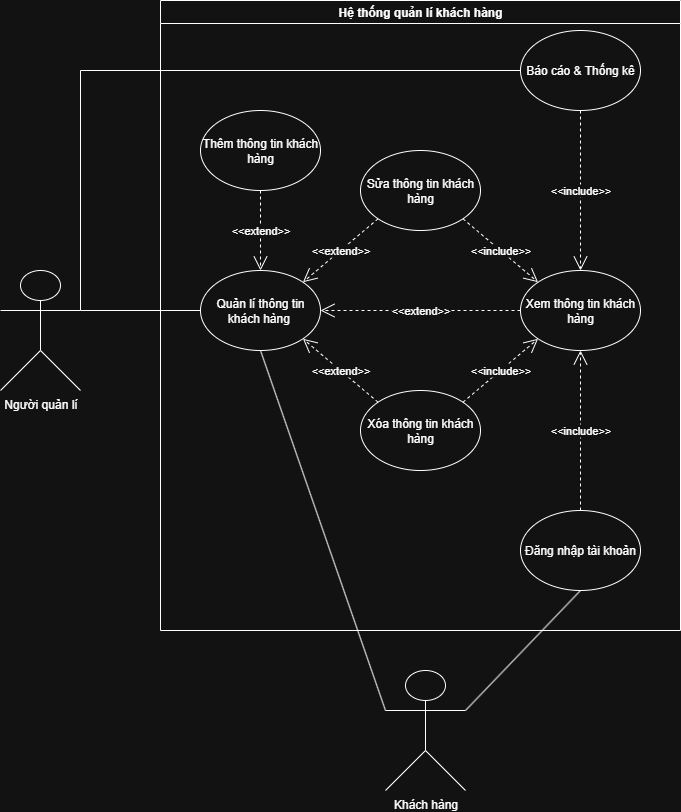 Hệ thống quản lí khách hàng
Báo cáo & Thống kê
Thêm thông tin khách
hàng
Sửa thông tin khách
hàng
<<include>>
<<extend>>
<<extend>>
<<include>>
Quản lí thông tin
khách hàng
<<extend>>
Xem thông tin khách
hàng
<<extend>>
<<include>>
Người quản lí
Xóa thông tin khách
hàng
<<include>>
Đăng nhập tài khoản
Khách hàng